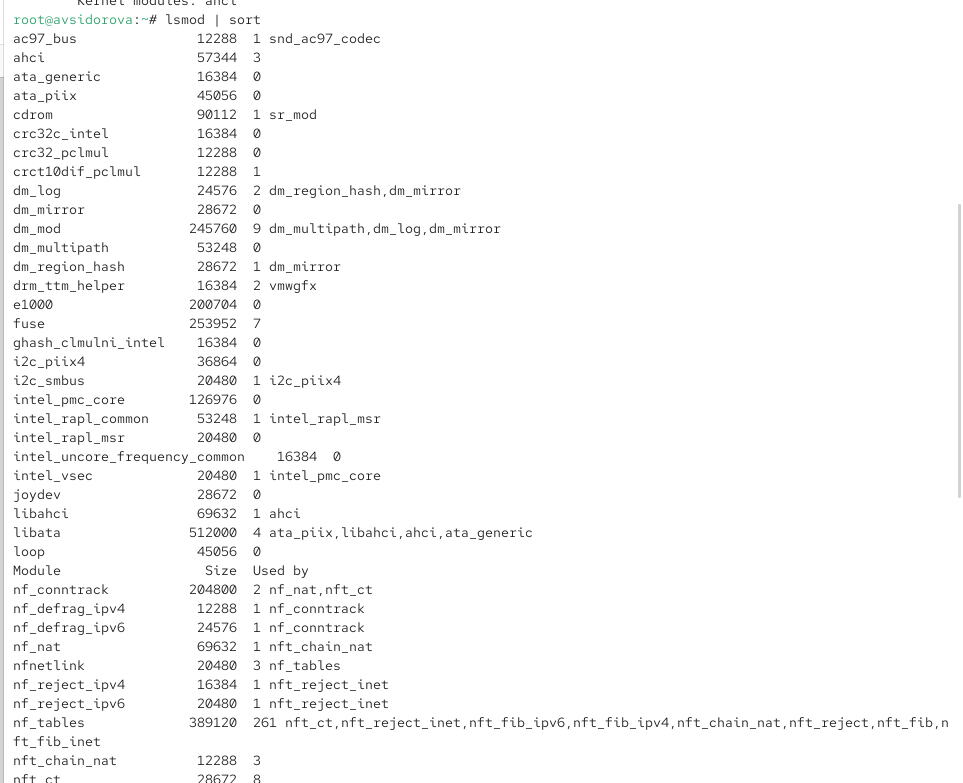 Kernel modules: ahci
root@avsidorova:~# lsmod | sort
ac97_bus               12288  1 snd_ac97_codec
ahci                   57344  3
ata_generic            16384  0
ata_piix               45056  0
cdrom                  90112  1 sr_mod
crc32c_intel           16384  0
crc32_pclmul           12288  0
crct10dif_pclmul       12288  1
dm_log                 24576  2 dm_region_hash,dm_mirror
dm_mirror              28672  0
dm_mod                245760  9 dm_multipath,dm_log,dm_mirror
dm_multipath           53248  0
dm_region_hash         28672  1 dm_mirror
drm_ttm_helper         16384  2 vmwgfx
e1000                 200704  0
fuse                  253952  7
ghash_clmulni_intel    16384  0
i2c_piix4              36864  0
i2c_smbus              20480  1 i2c_piix4
intel_pmc_core        126976  0
intel_rapl_common      53248  1 intel_rapl_msr
intel_rapl_msr         20480  0
intel_uncore_frequency_common    16384  0
intel_vsec             20480  1 intel_pmc_core
joydev                 28672  0
libahci                69632  1 ahci
libata                512000  4 ata_piix,libahci,ahci,ata_generic
loop                   45056  0
Module                  Size  Used by
nf_conntrack          204800  2 nf_nat,nft_ct
nf_defrag_ipv4         12288  1 nf_conntrack
nf_defrag_ipv6         24576  1 nf_conntrack
nf_nat                 69632  1 nft_chain_nat
nfnetlink              20480  3 nf_tables
nf_reject_ipv4         16384  1 nft_reject_inet
nf_reject_ipv6         20480  1 nft_reject_inet
nf_tables             389120  261 nft_ct,nft_reject_inet,nft_fib_ipv6,nft_fib_ipv4,nft_chain_nat,nft_reject,nft_fib,n
ft_fib_inet
nft_chain_nat          12288  3
nft_ct                 28672  8